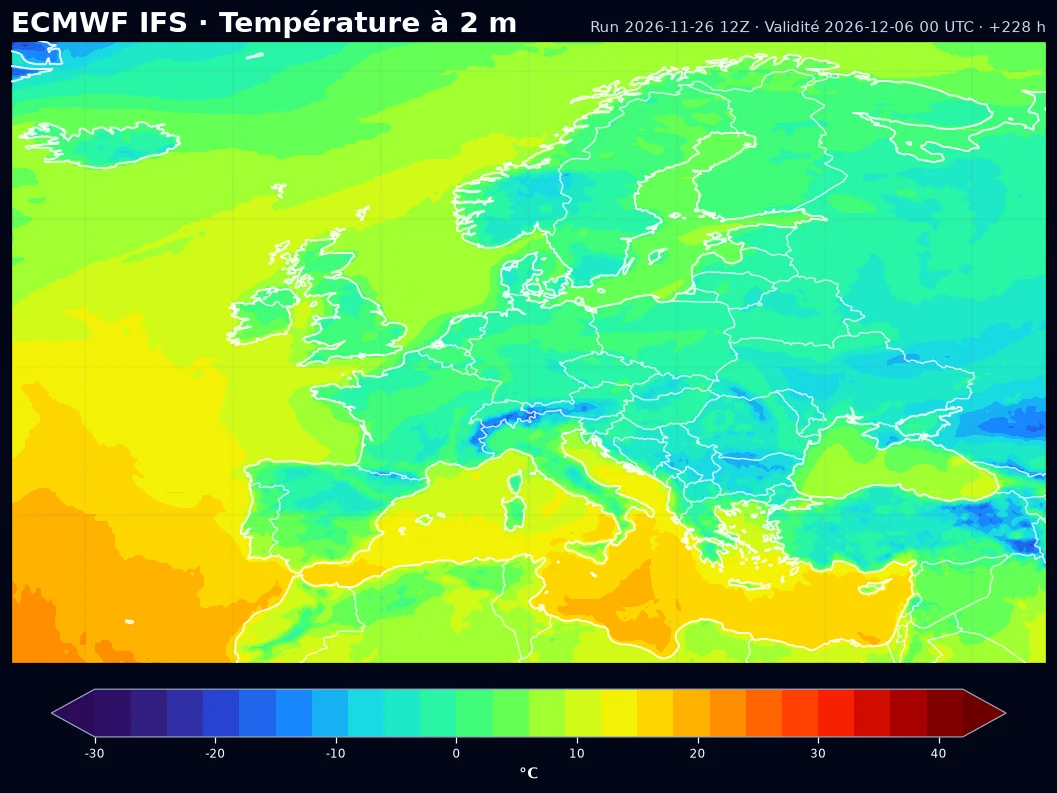 ECMWF IFS · Température à 2 m
Run 2026-11-26 12Z · Validité 2026-12-06 00 UTC · +228 h
-30 -20 -10 0 10 20 30 40
°C